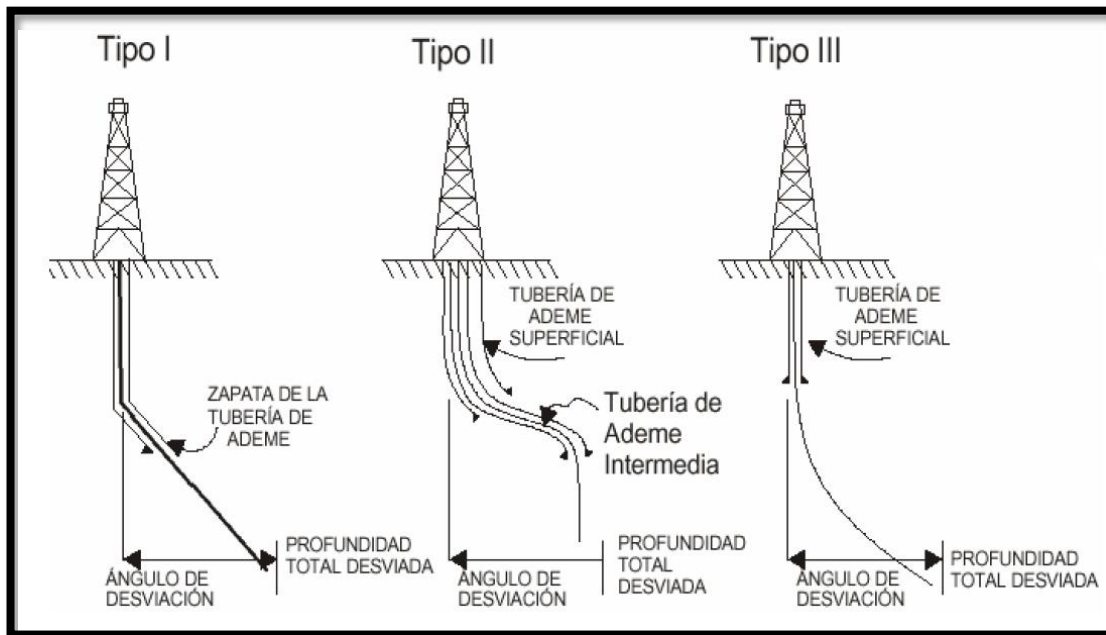 Tipo I
ZAPATA DE LA
TUBERÍA DE
ADEME
ÁNGULO DE
DESVIACIÓN
PROFUNDIDAD
TOTAL DESVIADA
Tipo II
TUBERÍA DE
ADEME
SUPERFICIAL
Tubería de
Ademe
Intermedia
ÁNGULO DE
DESVIACIÓN
PROFUNDIDAD
TOTAL
DESVIADA
Tipo III
TUBERÍA DE
ADEME
SUPERFICIAL
ÁNGULO DE
DESVIACIÓN
PROFUNDIDAD
TOTAL DESVIADA